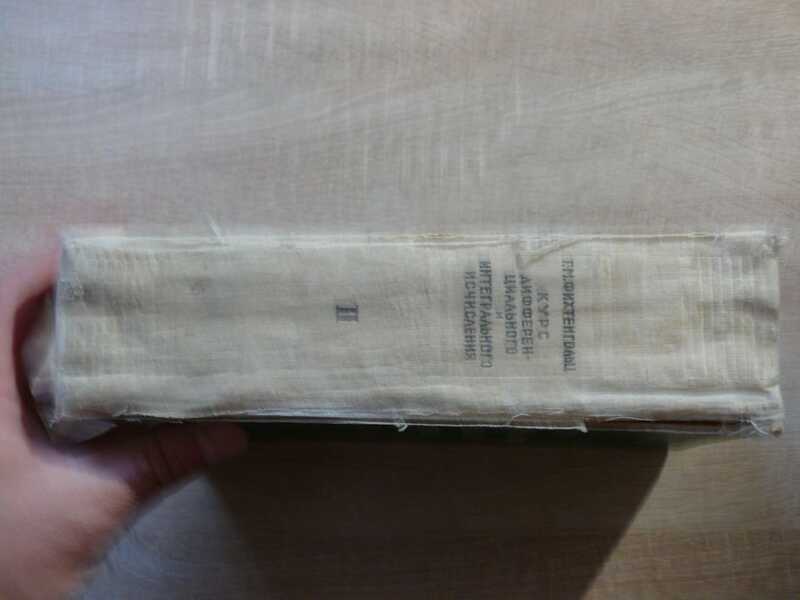 Г.М.ФИХТЕНГОЛЬЦ
КУРС
ДИФФЕРЕН-
ЦИАЛЬНОГО
И
ИНТЕГРАЛЬНОГО
ИСЧИСЛЕНИЯ
II